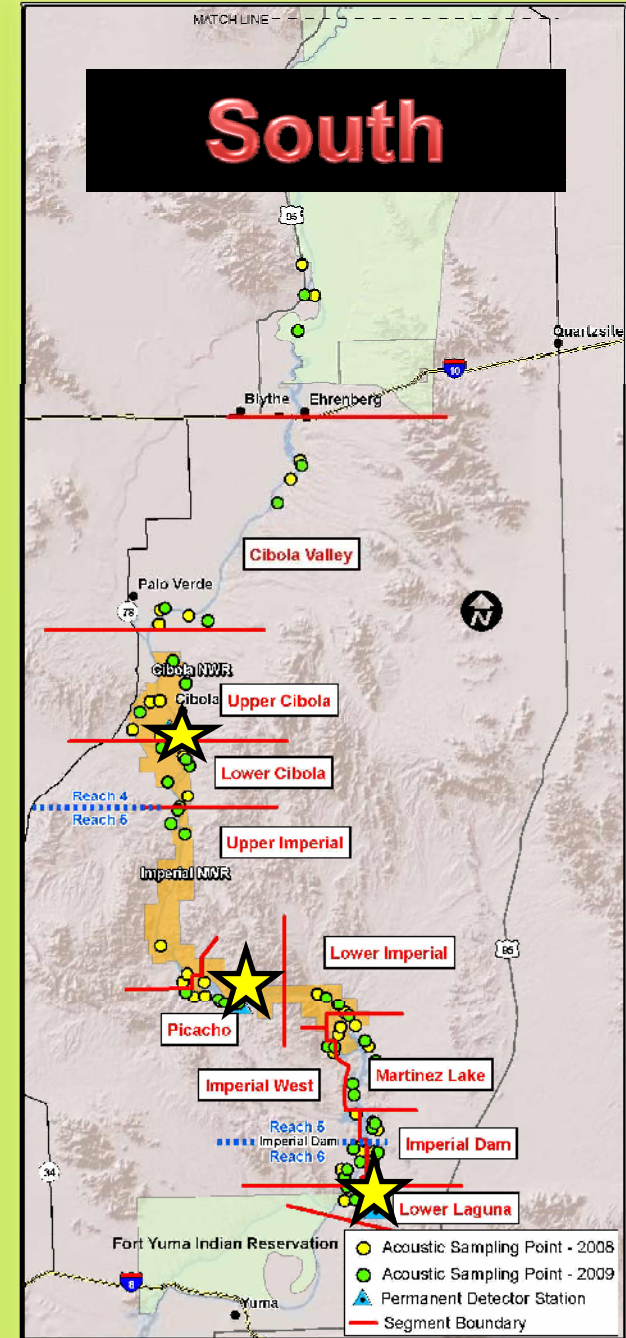 MATCH LINE
South
95
Quartzsite
10
Blythe
Ehrenberg
Cibola Valley
Palo Verde
78
N
Cibola NWR
Cibola
Upper Cibola
Lower Cibola
Reach 4
Reach 5
Upper Imperial
Imperial NWR
95
Lower Imperial
Picacho
Imperial West
Martinez Lake
Reach 5
Imperial Dam
Reach 6
Imperial Dam
34
Lower Laguna
Fort Yuma Indian Reservation
Acoustic Sampling Point - 2008
Acoustic Sampling Point - 2009
Permanent Detector Station
Segment Boundary
8
Yuma